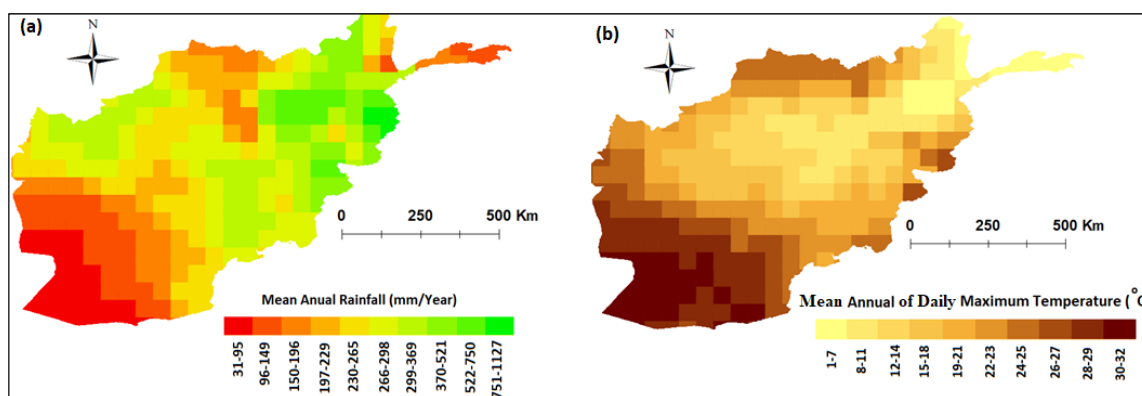 (a)
N
0 250 500 Km
Mean Anual Rainfall (mm/Year)
31-95
96-149
150-196
197-229
230-265
266-298
299-369
370-521
522-750
751-1127
(b)
N
0 250 500 Km
Mean Annual of Daily Maximum Temperature (°C
1-7
8-11
12-14
15-18
19-21
22-23
24-25
26-27
28-29
30-32